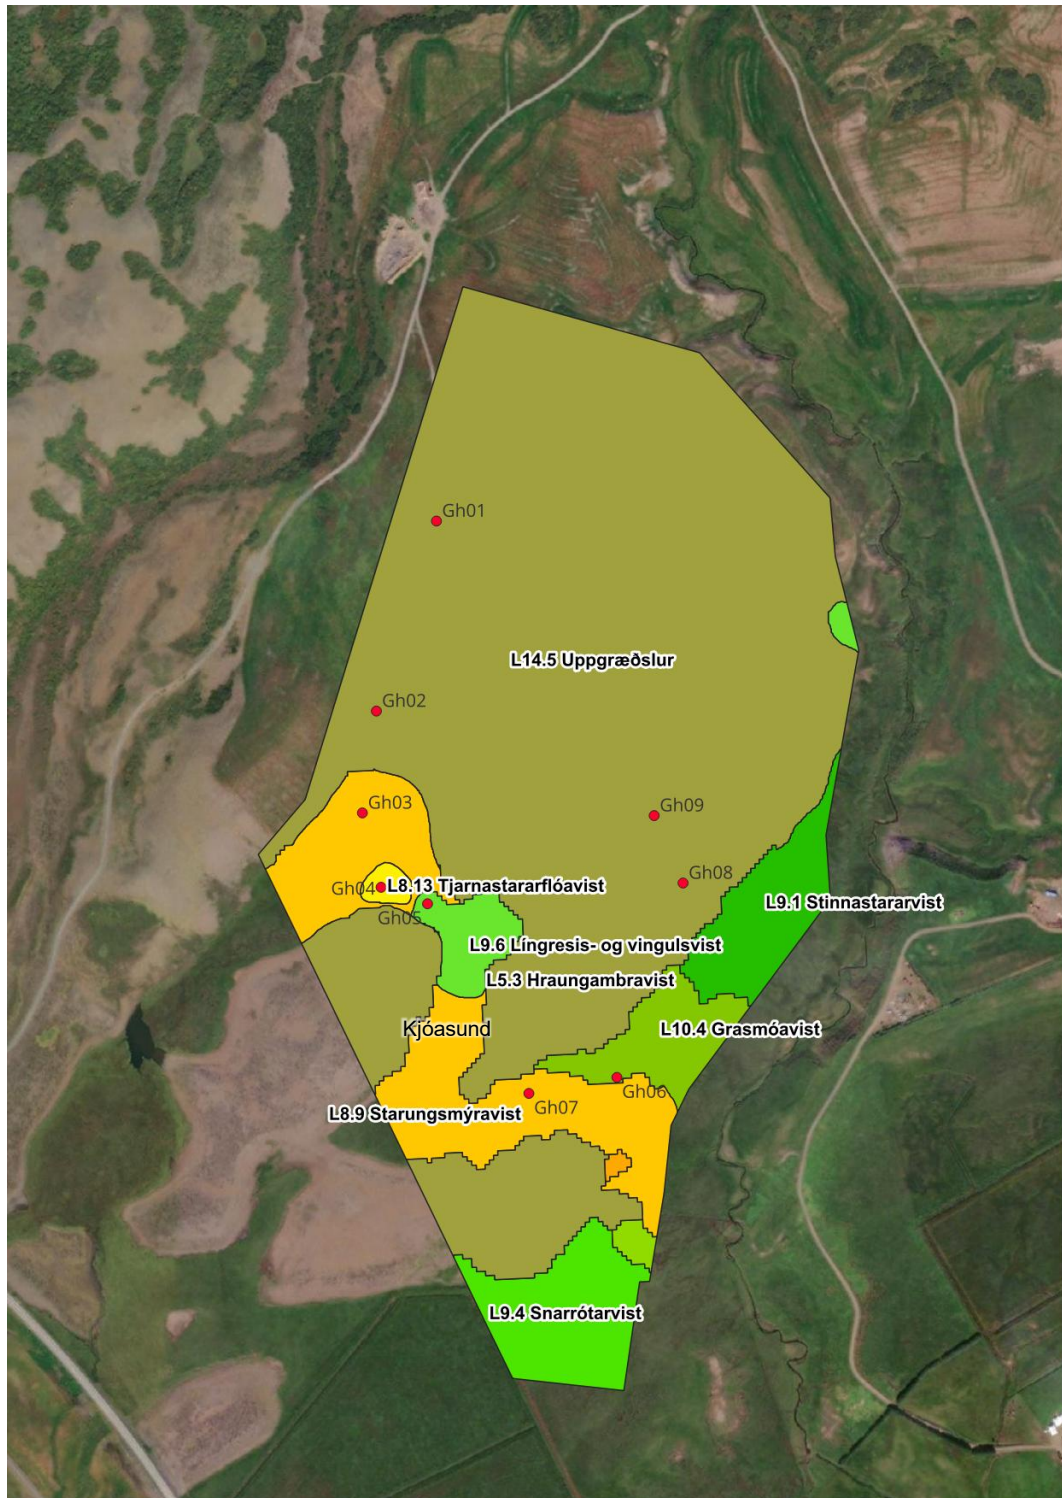 Gh01
L14.5 Uppgræðslur
Gh02
Gh03
Gh09
Gh04
L8.13 Tjarnastararflóavist
Gh08
Gh05
L9.1 Stinnastararvist
L9.6 Língresis- og vingulsvist
L5.3 Hraungambravist
Kjóasund
L10.4 Grasmóavist
Gh06
Gh07
L8.9 Starungsmýravist
L9.4 Snarrótarvist